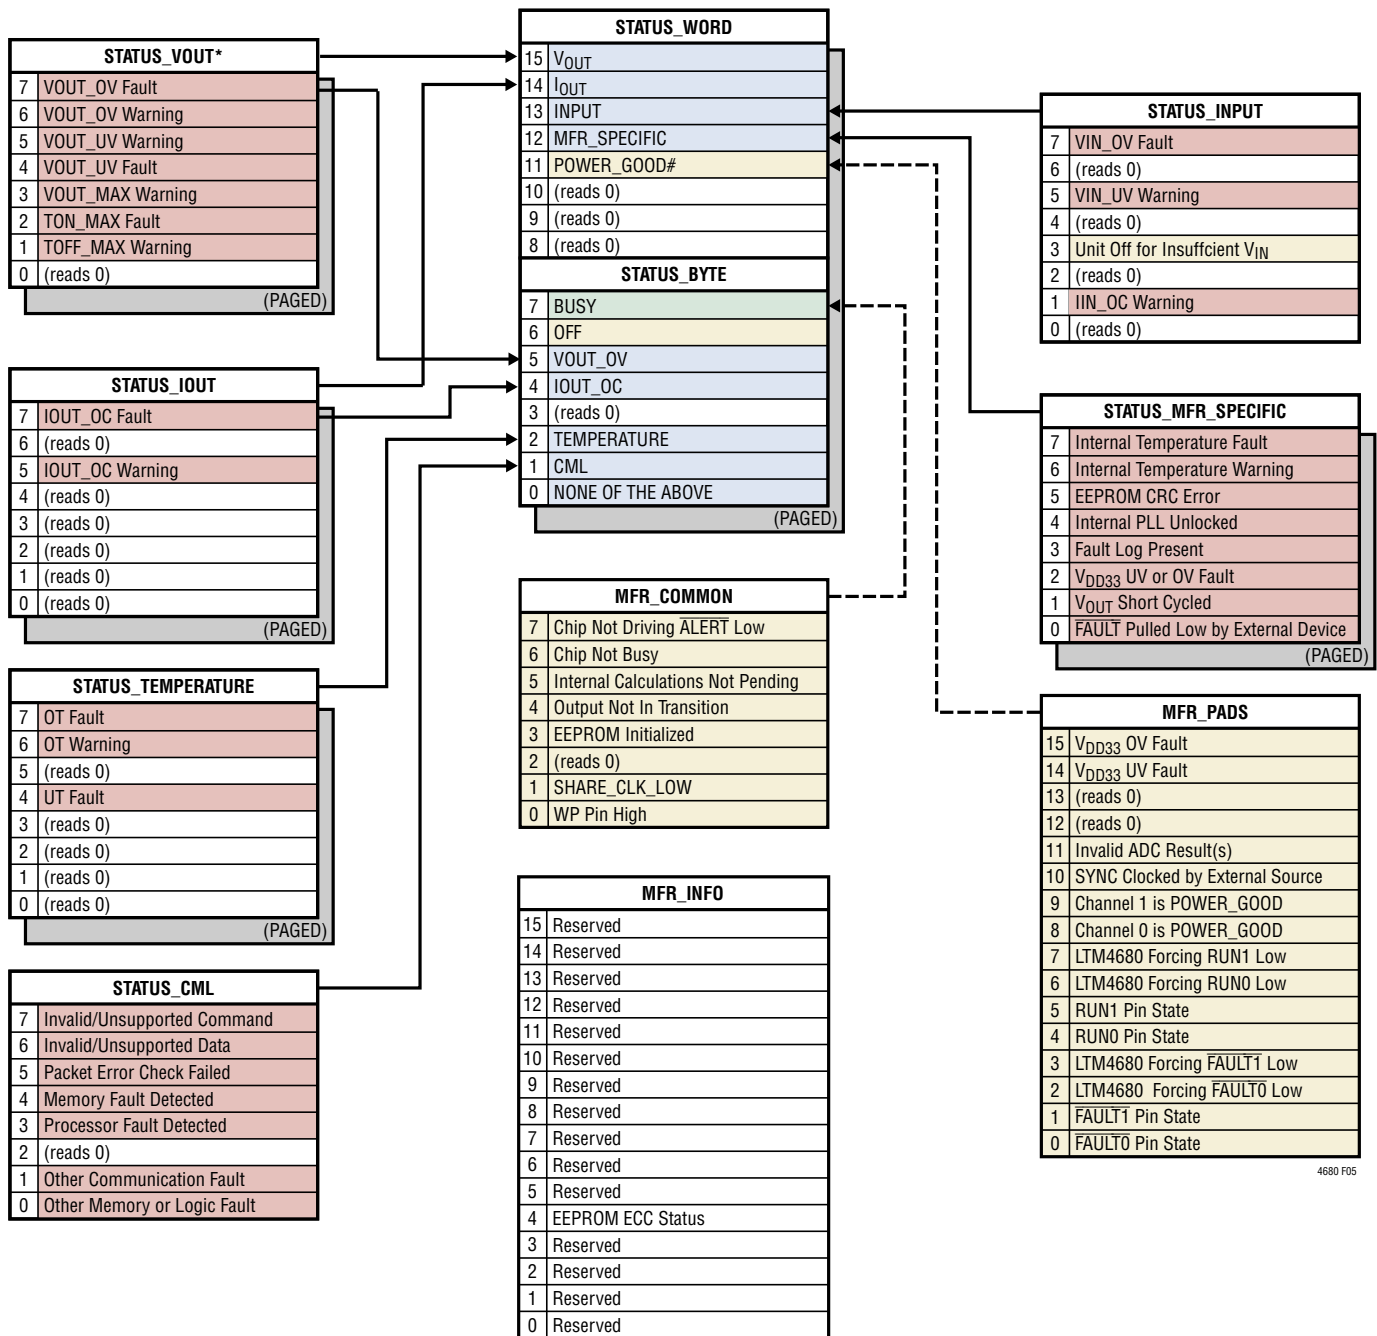 STATUS_VOUT*
7 VOUT_OV Fault
6 VOUT_OV Warning
5 VOUT_UV Warning
4 VOUT_UV Fault
3 VOUT_MAX Warning
2 TON_MAX Fault
1 TOFF_MAX Warning
0 (reads 0)
(PAGED)
STATUS_IOUT
7 IOUT_OC Fault
6 (reads 0)
5 IOUT_OC Warning
4 (reads 0)
3 (reads 0)
2 (reads 0)
1 (reads 0)
0 (reads 0)
(PAGED)
STATUS_TEMPERATURE
7 OT Fault
6 OT Warning
5 (reads 0)
4 UT Fault
3 (reads 0)
2 (reads 0)
1 (reads 0)
0 (reads 0)
(PAGED)
STATUS_CML
7 Invalid/Unsupported Command
6 Invalid/Unsupported Data
5 Packet Error Check Failed
4 Memory Fault Detected
3 Processor Fault Detected
2 (reads 0)
1 Other Communication Fault
0 Other Memory or Logic Fault
STATUS_WORD
15 VOUT
14 IOUT
13 INPUT
12 MFR_SPECIFIC
11 POWER_GOOD#
10 (reads 0)
9 (reads 0)
8 (reads 0)
STATUS_BYTE
7 BUSY
6 OFF
5 VOUT_OV
4 IOUT_OC
3 (reads 0)
2 TEMPERATURE
1 CML
0 NONE OF THE ABOVE
(PAGED)
MFR_COMMON
7 Chip Not Driving ALERT Low
6 Chip Not Busy
5 Internal Calculations Not Pending
4 Output Not In Transition
3 EEPROM Initialized
2 (reads 0)
1 SHARE_CLK_LOW
0 WP Pin High
MFR_INFO
15 Reserved
14 Reserved
13 Reserved
12 Reserved
11 Reserved
10 Reserved
9 Reserved
8 Reserved
7 Reserved
6 Reserved
5 Reserved
4 EEPROM ECC Status
3 Reserved
2 Reserved
1 Reserved
0 Reserved
STATUS_INPUT
7 VIN_OV Fault
6 (reads 0)
5 VIN_UV Warning
4 (reads 0)
3 Unit Off for Insuffcient VIN
2 (reads 0)
1 IIN_OC Warning
0 (reads 0)
STATUS_MFR_SPECIFIC
7 Internal Temperature Fault
6 Internal Temperature Warning
5 EEPROM CRC Error
4 Internal PLL Unlocked
3 Fault Log Present
2 VDD33 UV or OV Fault
1 VOUT Short Cycled
0 FAULT Pulled Low by External Device
(PAGED)
MFR_PADS
15 VDD33 OV Fault
14 VDD33 UV Fault
13 (reads 0)
12 (reads 0)
11 Invalid ADC Result(s)
10 SYNC Clocked by External Source
9 Channel 1 is POWER_GOOD
8 Channel 0 is POWER_GOOD
7 LTM4680 Forcing RUN1 Low
6 LTM4680 Forcing RUN0 Low
5 RUN1 Pin State
4 RUN0 Pin State
3 LTM4680 Forcing FAULT1 Low
2 LTM4680 Forcing FAULT0 Low
1 FAULT1 Pin State
0 FAULT0 Pin State
4680 F05